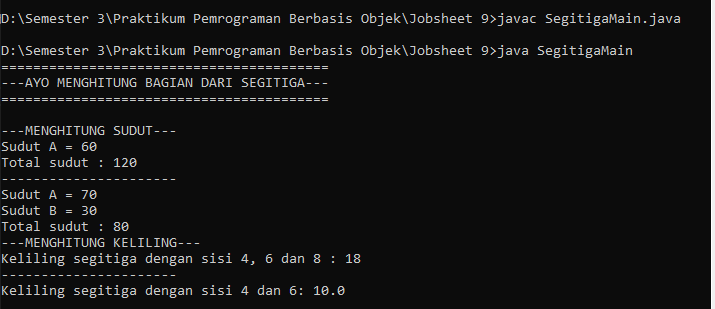 D:\Semester 3\Praktikum Pemrograman Berbasis Objek\Jobsheet 9>javac SegitigaMain.java
D:\Semester 3\Praktikum Pemrograman Berbasis Objek\Jobsheet 9>java SegitigaMain
=========================================
---AYO MENGHITUNG BAGIAN DARI SEGITIGA---
=========================================
---MENGHITUNG SUDUT---
Sudut A = 60
Total sudut : 120
----------------------
Sudut A = 70
Sudut B = 30
Total sudut : 80
---MENGHITUNG KELILING---
Keliling segitiga dengan sisi 4, 6 dan 8 : 18
----------------------
Keliling segitiga dengan sisi 4 dan 6: 10.0